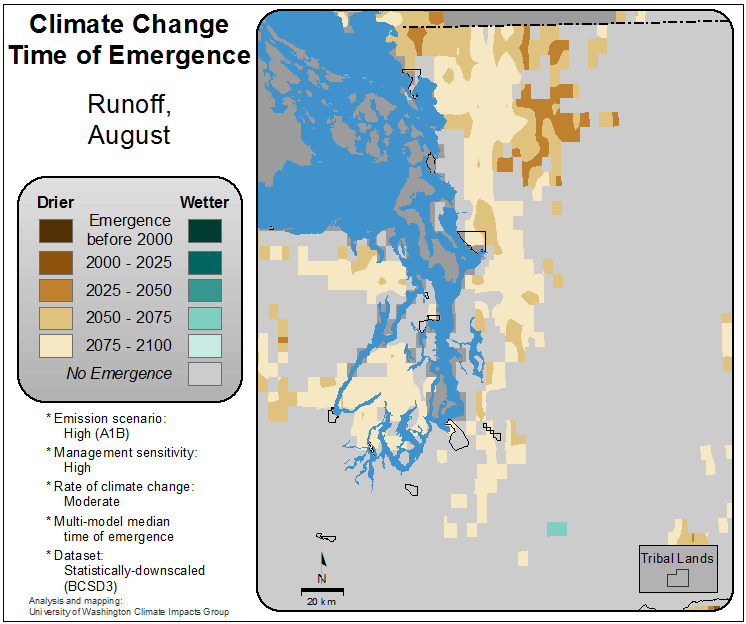 Climate Change
Time of Emergence
Runoff,
August
Drier
Wetter
Emergence
before 2000
2000 - 2025
2025 - 2050
2050 - 2075
2075 - 2100
No Emergence
* Emission scenario:
High (A1B)
* Management sensitivity:
High
* Rate of climate change:
Moderate
* Multi-model median
time of emergence
* Dataset:
Statistically-downscaled
(BCSD3)
Analysis and mapping:
University of Washington Climate Impacts Group
N
20 km
Tribal Lands